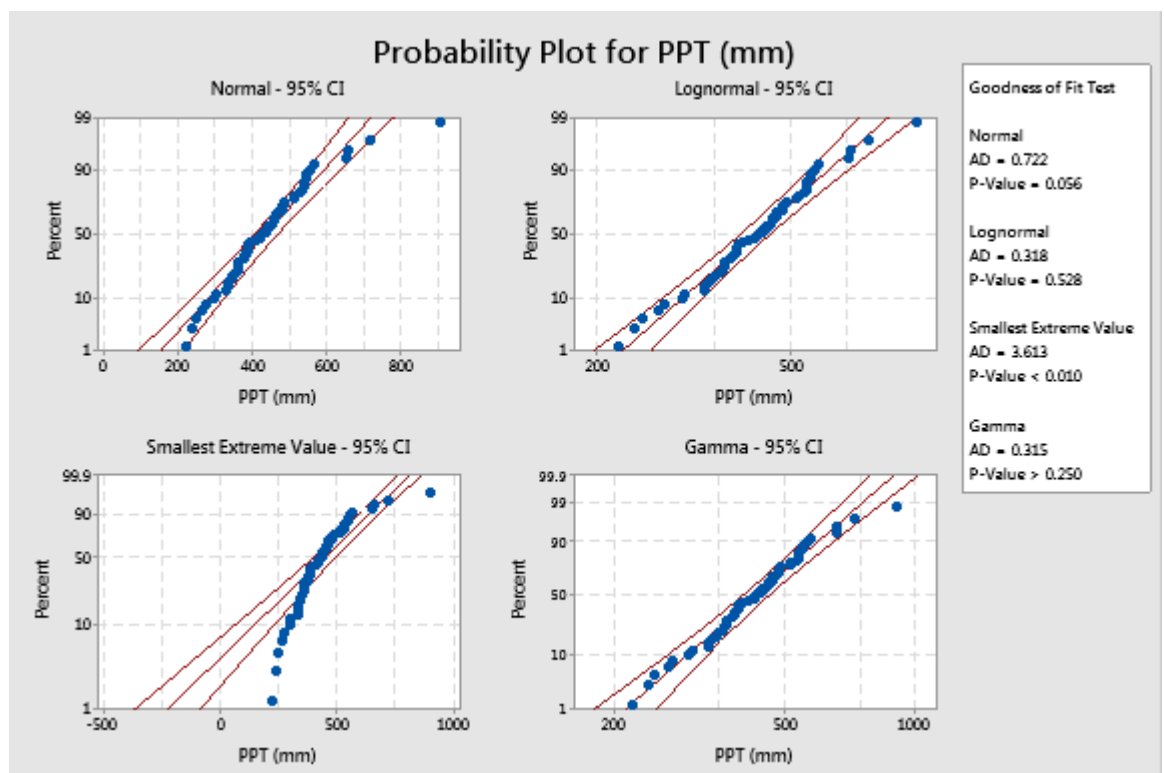 Probability Plot for PPT (mm)
Normal - 95% CI
Percent
99
90
50
10
1
0 200 400 600 800
PPT (mm)
Lognormal - 95% CI
Percent
99
90
50
10
1
200 500
PPT (mm)
Smallest Extreme Value - 95% CI
Percent
99.9
90
50
10
1
-500 0 500 1000
PPT (mm)
Gamma - 95% CI
Percent
99.9
99
90
50
10
1
200 500 1000
PPT (mm)
Goodness of Fit Test
Normal
AD = 0.722
P-Value = 0.056
Lognormal
AD = 0.318
P-Value = 0.528
Smallest Extreme Value
AD = 3.613
P-Value < 0.010
Gamma
AD = 0.315
P-Value > 0.250